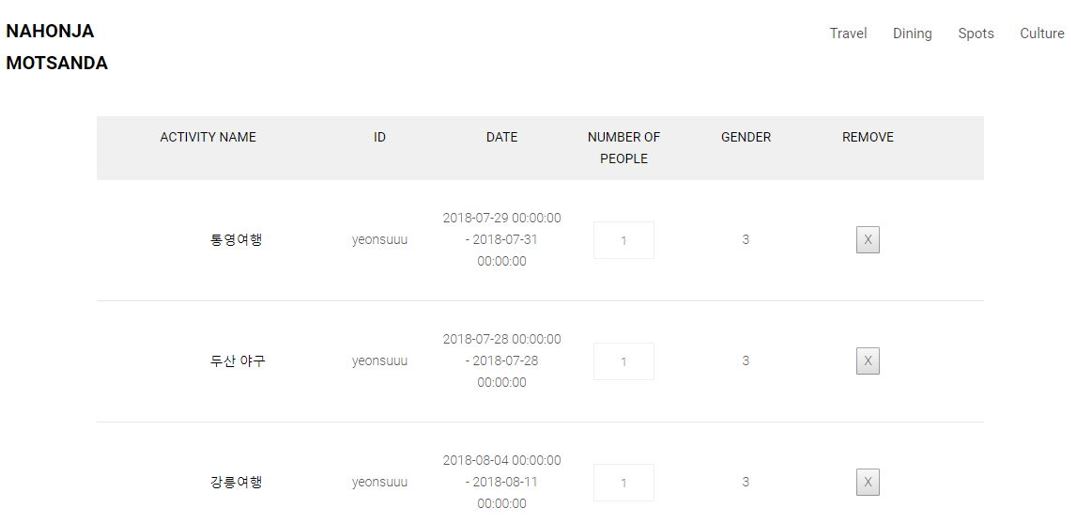 NAHONJA
MOTSANDA
Travel Dining Spots Culture
ACTIVITY NAME ID DATE NUMBER OF PEOPLE GENDER REMOVE
통영여행 yeonsuuu 2018-07-29 00:00:00 - 2018-07-31 00:00:00 1 3 X
두산 야구 yeonsuuu 2018-07-28 00:00:00 - 2018-07-28 00:00:00 1 3 X
강릉여행 yeonsuuu 2018-08-04 00:00:00 - 2018-08-11 00:00:00 1 3 X